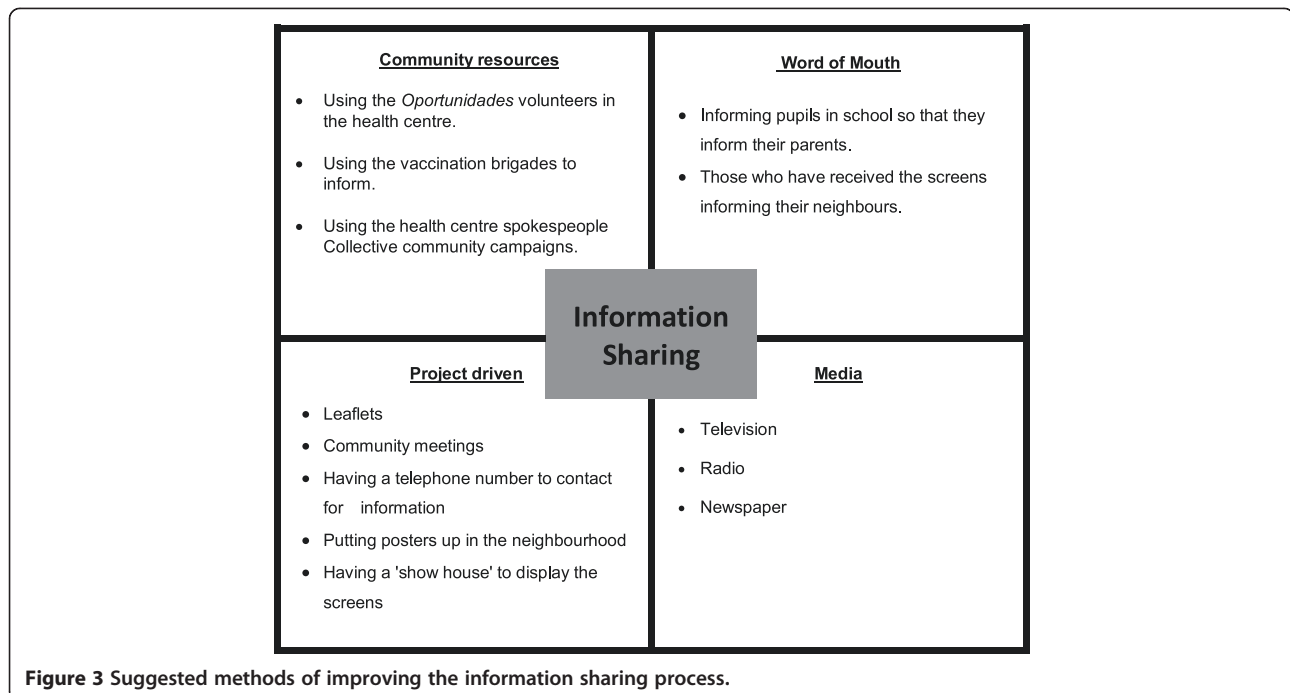 Community resources
• Using the Oportunidades volunteers in
the health centre.
• Using the vaccination brigades to
inform.
• Using the health centre spokespeople
Collective community campaigns.
Word of Mouth
• Informing pupils in school so that they
inform their parents.
• Those who have received the screens
informing their neighbours.
Information
Sharing
Project driven
• Leaflets
• Community meetings
• Having a telephone number to contact
for information
• Putting posters up in the neighbourhood
• Having a 'show house' to display the
screens
Media
• Television
• Radio
• Newspaper
Figure 3 Suggested methods of improving the information sharing process.